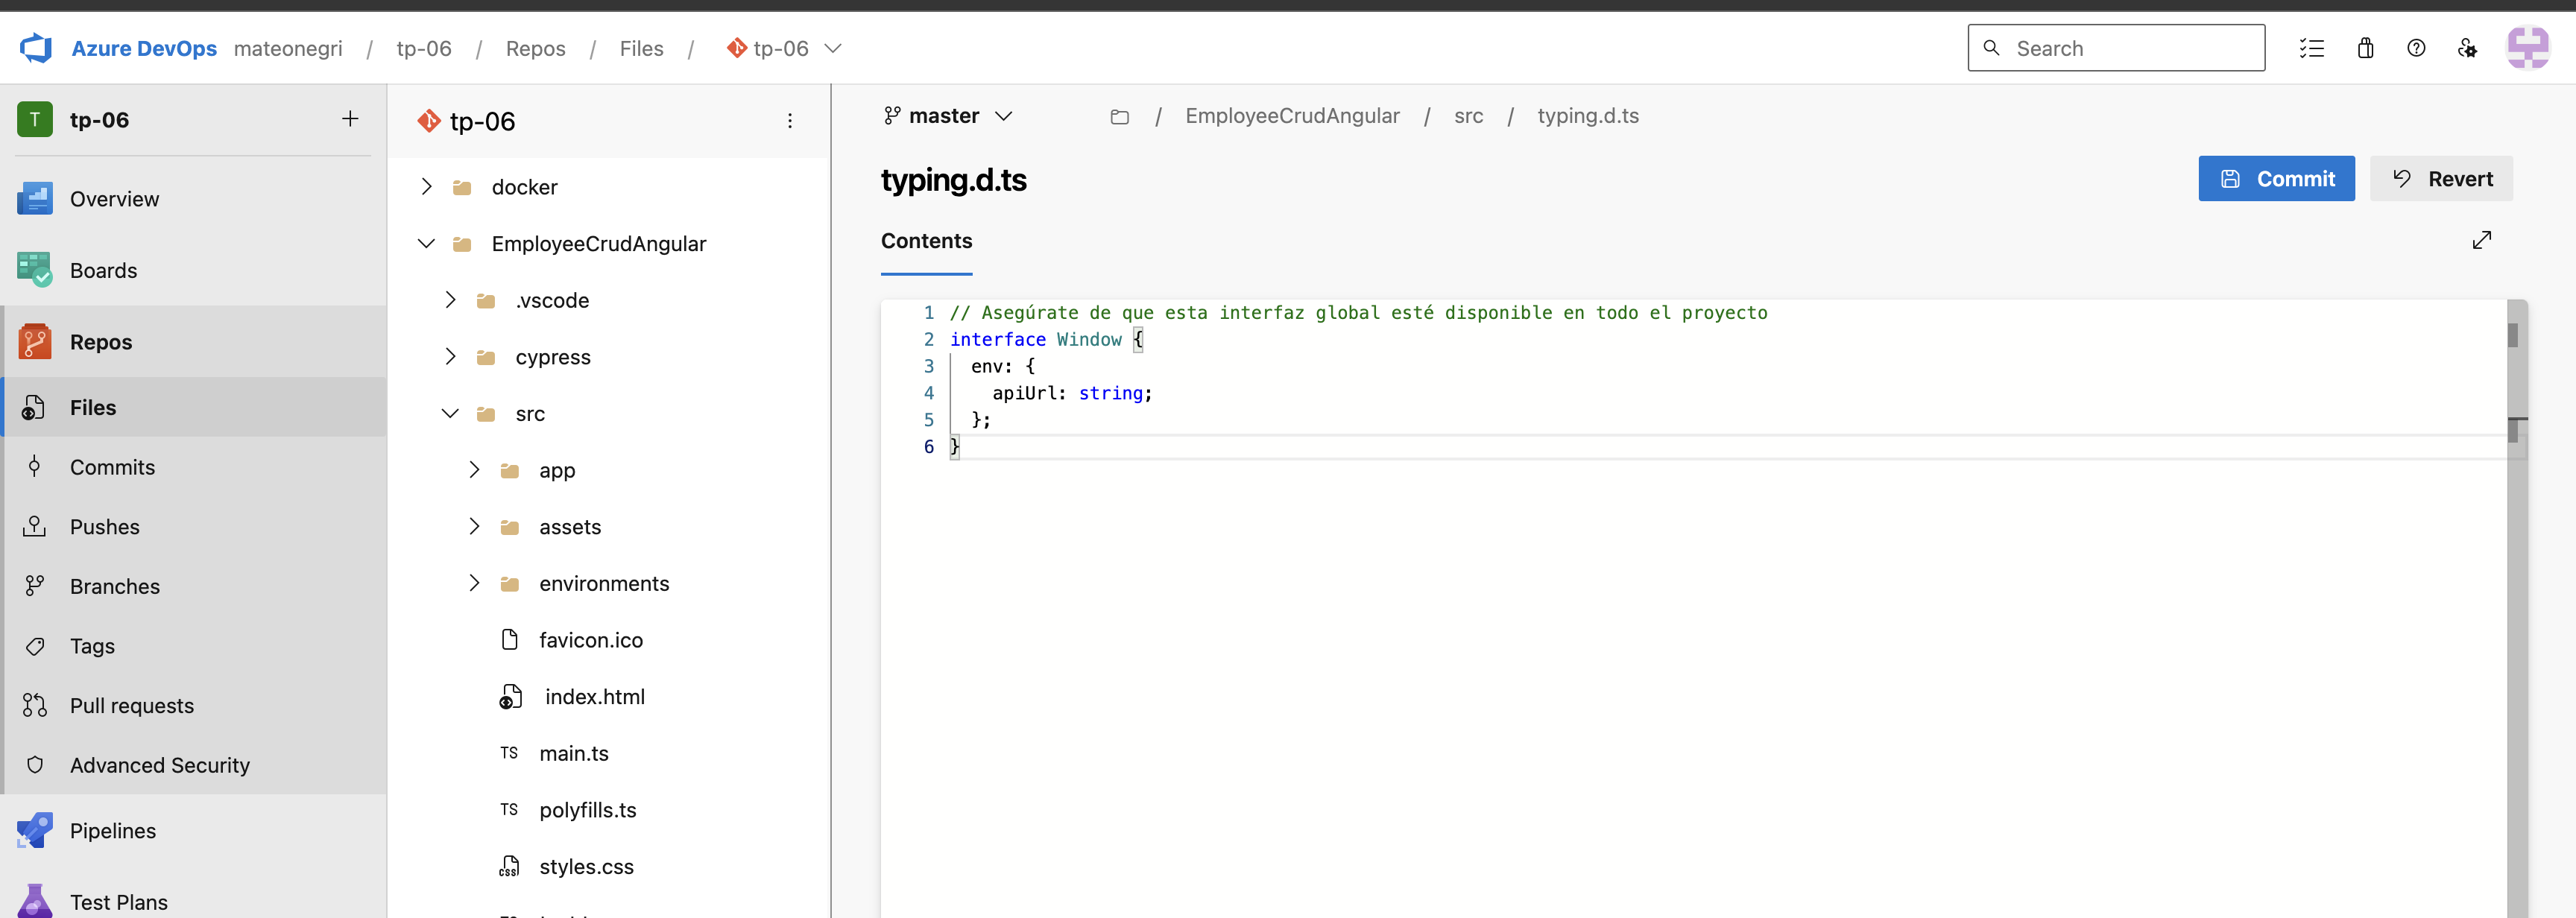 Azure DevOps mateonegri / tp-06 / Repos / Files / tp-06
Search
T tp-06
Overview
Boards
Repos
Files
Commits
Pushes
Branches
Tags
Pull requests
Advanced Security
Pipelines
Test Plans
tp-06
docker
EmployeeCrudAngular
.vscode
cypress
src
app
assets
environments
favicon.ico
index.html
TS main.ts
TS polyfills.ts
css styles.css
master / EmployeeCrudAngular / src / typing.d.ts
typing.d.ts
Commit Revert
Contents
1 // Asegúrate de que esta interfaz global esté disponible en todo el proyecto
2 interface Window {
3 env: {
4 apiUrl: string;
5 };
6 }